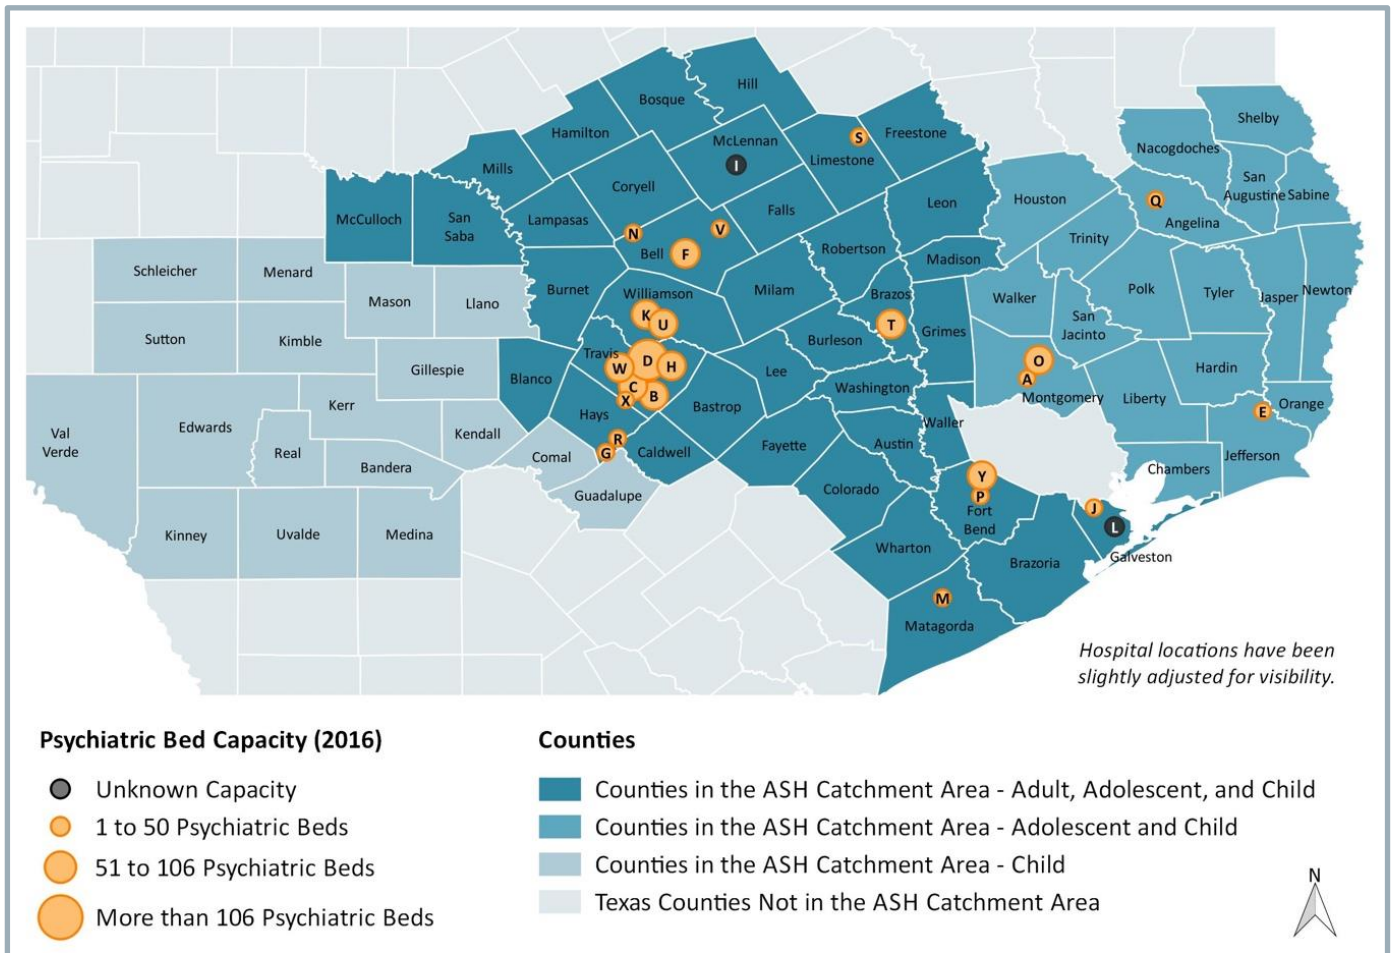 Hill
Bosque
Shelby
Freestone
Hamilton
McLennan
S
Nacogdoches
Limestone
I
Mills
San
Augustine
Sabine
Coryell
Houston
Q
Leon
McCulloch
San
Saba
Lampasas
Falls
Angelina
N
V
Trinity
Robertson
Bell
F
Madison
Schleicher
Menard
Burnet
Williamson
Milam
Brazos
Walker
Polk
Tyler
Jasper
Newton
Mason
Llano
K
U
T
San
Jacinto
Grimes
Sutton
Kimble
Burleson
Travis
D
W
H
O
Lee
Hardin
Gillespie
Blanco
A
C
B
X
Washington
Montgomery
Liberty
Orange
Kerr
Bastrop
E
Hays
Waller
Edwards
Val
Verde
Kendall
R
G
Austin
Real
Comal
Caldwell
Fayette
Jefferson
Bandera
Chambers
Y
P
Colorado
Guadalupe
J
Fort
Bend
L
Kinney
Uvalde
Medina
Wharton
Brazoria
Galveston
M
Matagorda
Hospital locations have been
slightly adjusted for visibility.
Psychiatric Bed Capacity (2016)
Unknown Capacity
1 to 50 Psychiatric Beds
51 to 106 Psychiatric Beds
More than 106 Psychiatric Beds
Counties
Counties in the ASH Catchment Area - Adult, Adolescent, and Child
Counties in the ASH Catchment Area - Adolescent and Child
Counties in the ASH Catchment Area - Child
Texas Counties Not in the ASH Catchment Area
N